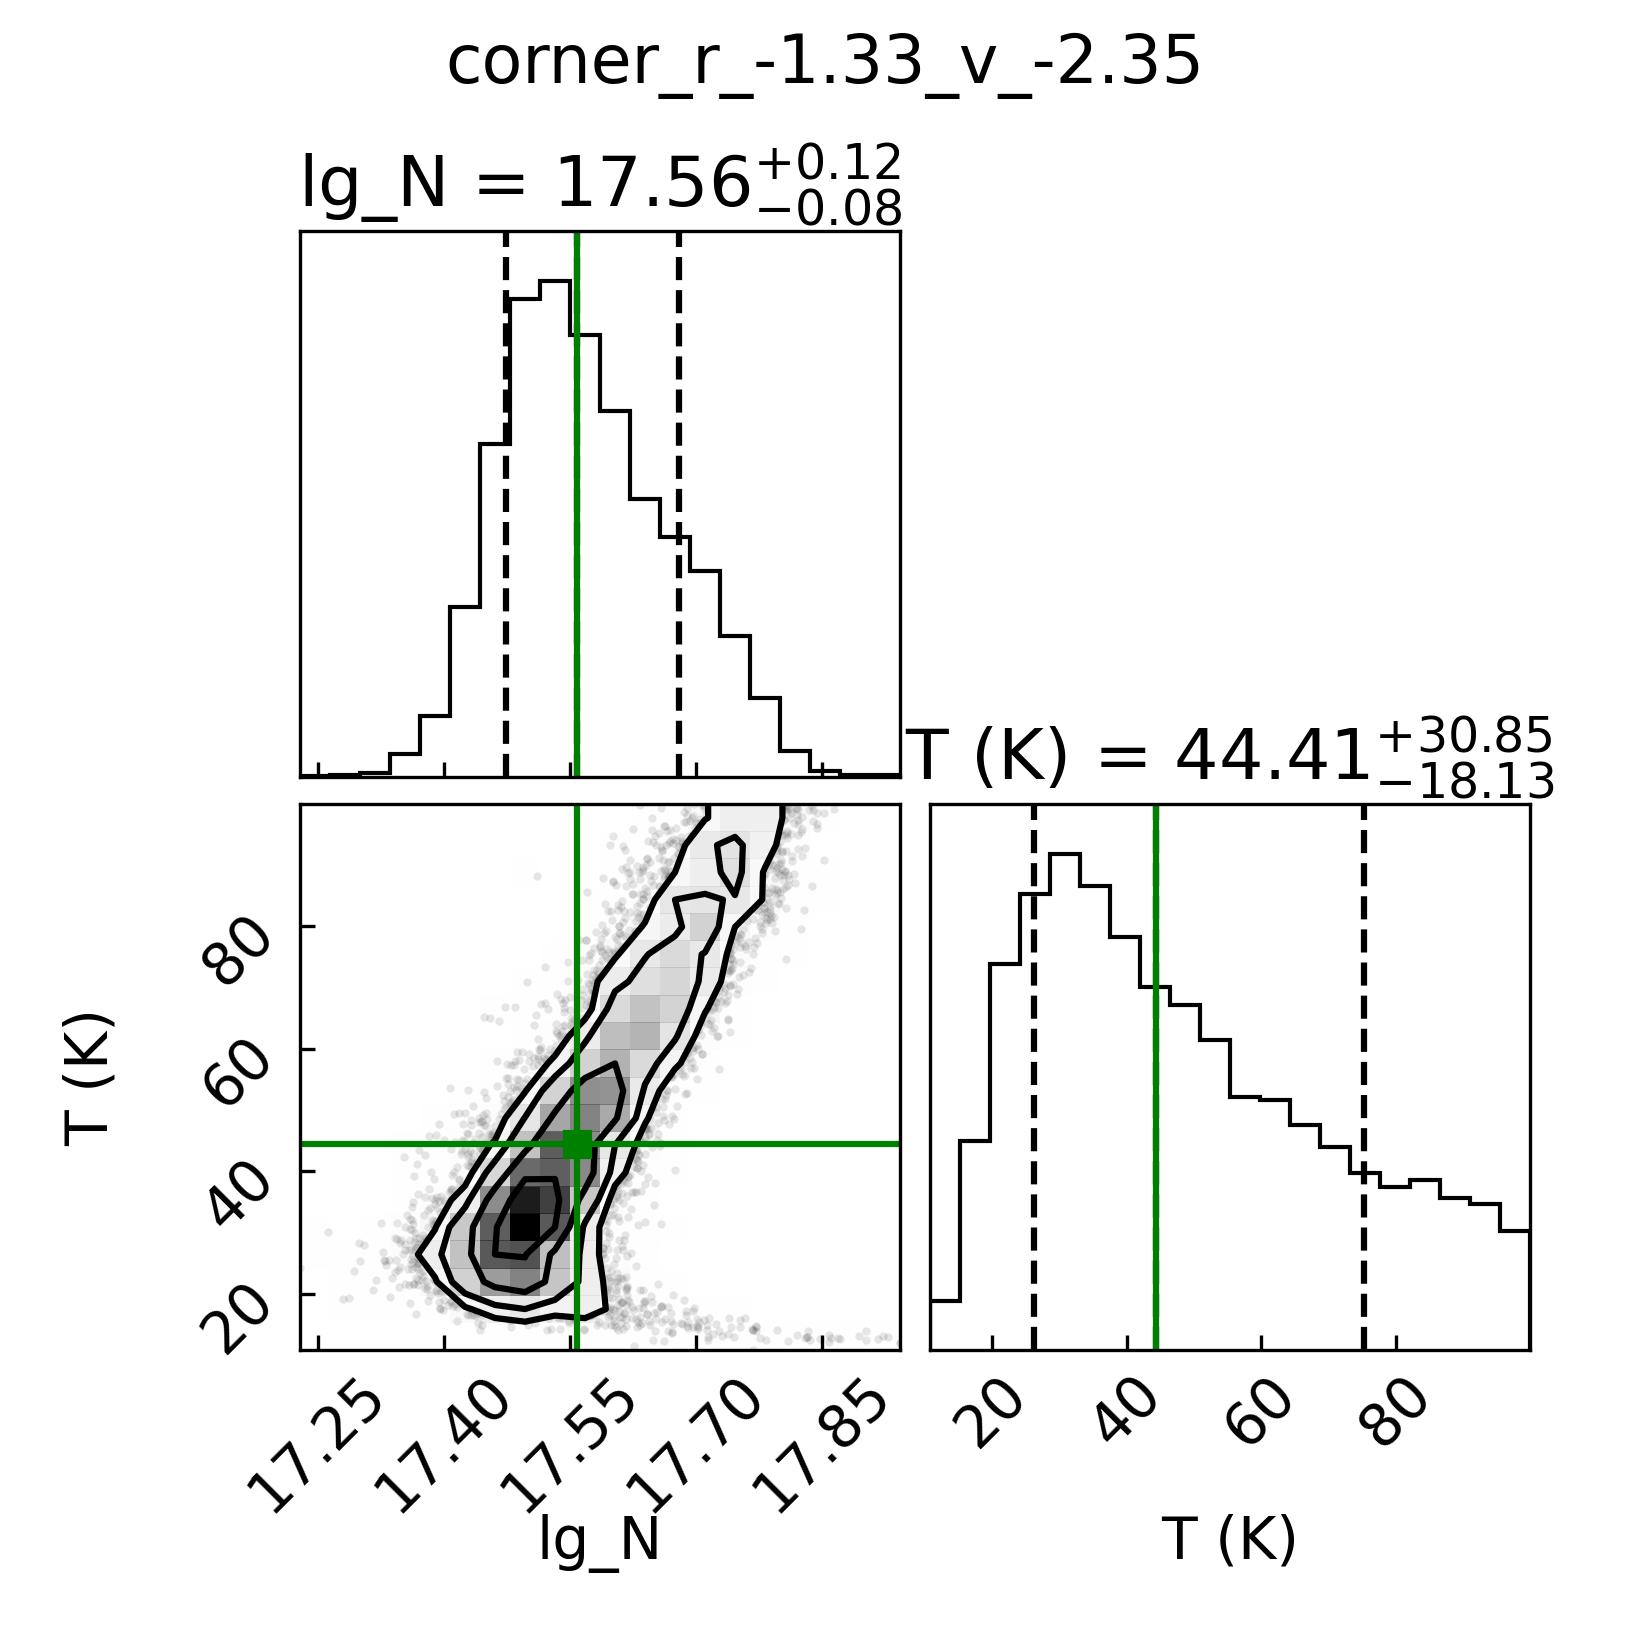 corner_r_-1.33_v_-2.35
lg_N = 17.56+0.12−0.08
T (K) = 44.41+30.85−18.13
T (K)
80
60
40
20
17.25 17.40 17.55 17.70 17.85
lg_N
20 40 60 80
T (K)